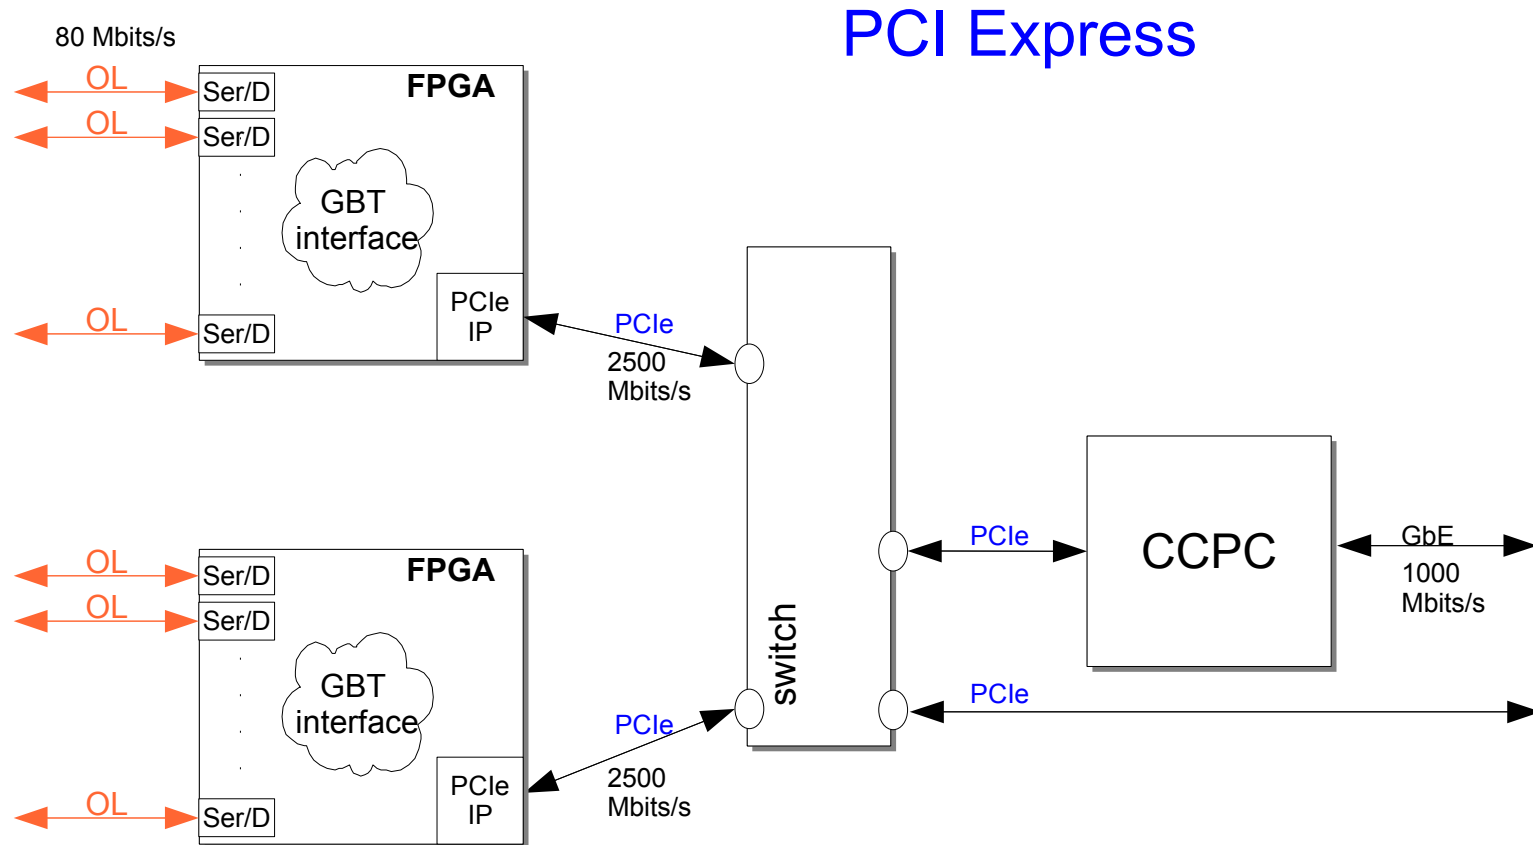 PCI Express
80 Mbits/s
OL
Ser/D
FPGA
OL
Ser/D
GBT
interface
OL
Ser/D
PCIe
IP
PCIe
2500
Mbits/s
switch
PCIe
CCPC
GbE
1000
Mbits/s
PCIe
OL
Ser/D
FPGA
OL
Ser/D
GBT
interface
OL
Ser/D
PCIe
IP
PCIe
2500
Mbits/s